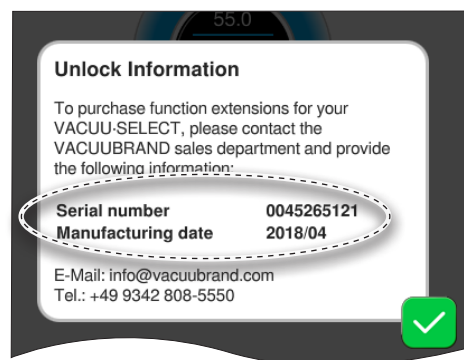 55.0
Unlock Information
To purchase function extensions for your
VACUU·SELECT, please contact the
VACUUBRAND sales department and provide
the following information:
Serial number 0045265121
Manufacturing date 2018/04
E-Mail: info@vacuubrand.com
Tel.: +49 9342 808-5550